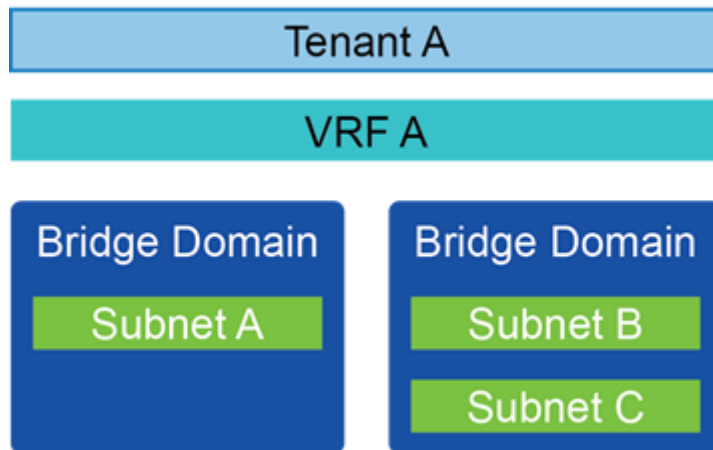 Tenant A
VRF A
Bridge Domain
Subnet A
Bridge Domain
Subnet B
Subnet C